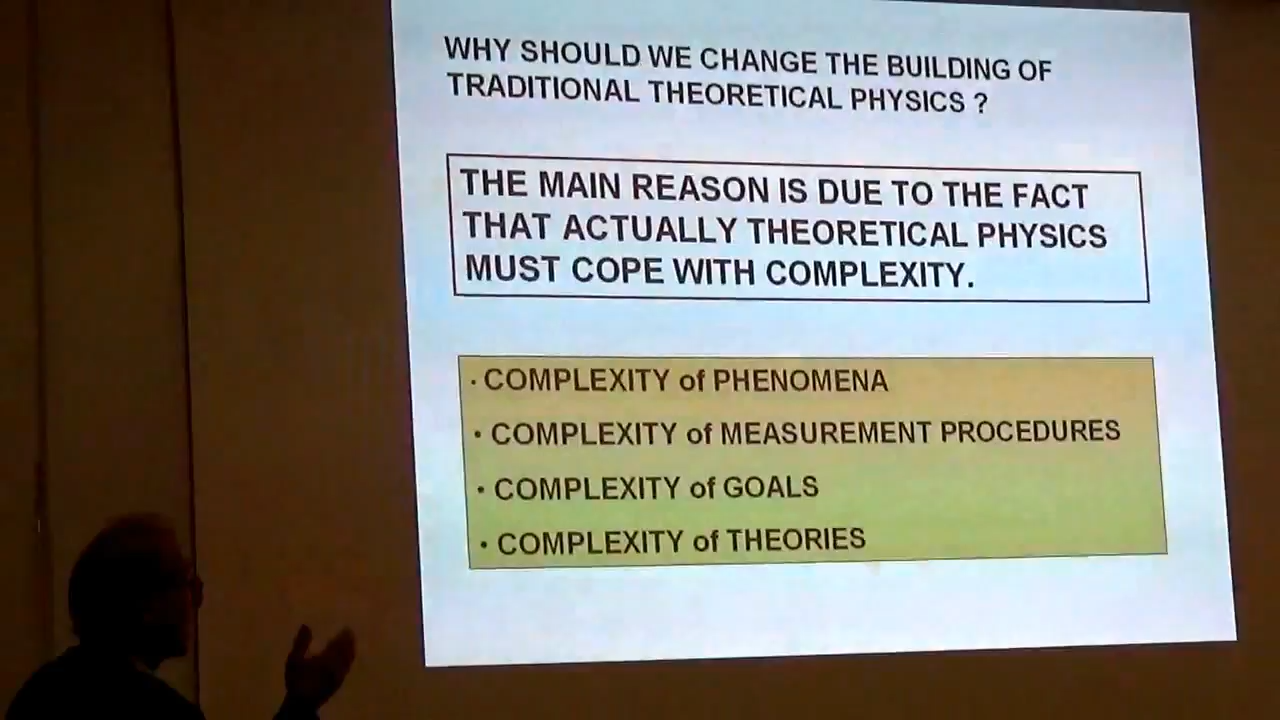 WHY SHOULD WE CHANGE THE BUILDING OF
TRADITIONAL THEORETICAL PHYSICS ?
THE MAIN REASON IS DUE TO THE FACT
THAT ACTUALLY THEORETICAL PHYSICS
MUST COPE WITH COMPLEXITY.
· COMPLEXITY of PHENOMENA
· COMPLEXITY of MEASUREMENT PROCEDURES
· COMPLEXITY of GOALS
· COMPLEXITY of THEORIES